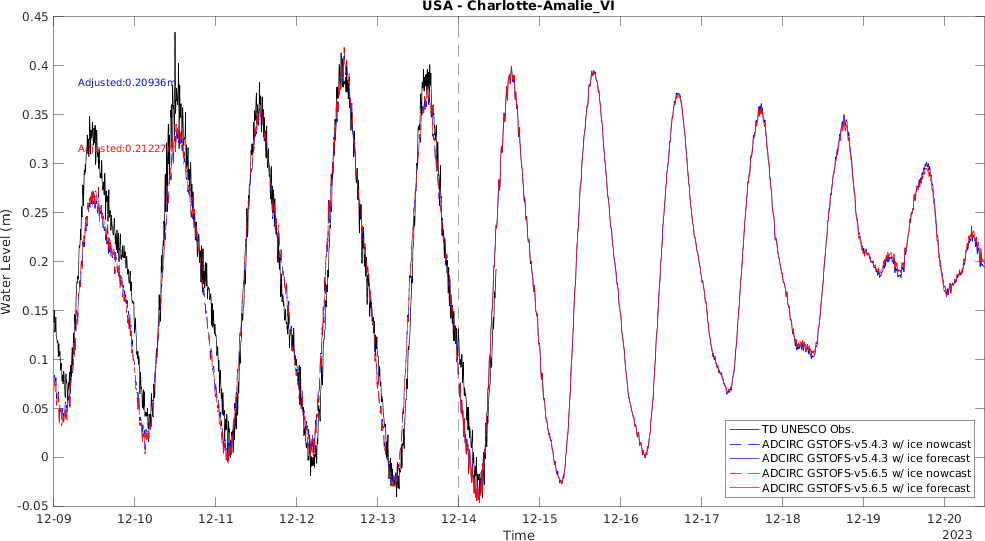 USA - Charlotte-Amalie_VI
0.45
0.4
0.35
0.3
0.25
0.2
0.15
0.1
0.05
0
-0.05
Water Level (m)
Adjusted:0.20936m
Adjusted:0.21227
TD UNESCO Obs.
ADCIRC GSTOFS-v5.4.3 w/ ice nowcast
ADCIRC GSTOFS-v5.4.3 w/ ice forecast
ADCIRC GSTOFS-v5.6.5 w/ ice nowcast
ADCIRC GSTOFS-v5.6.5 w/ ice forecast
12-09 12-10 12-11 12-12 12-13 12-14 12-15 12-16 12-17 12-18 12-19 12-20
Time
2023